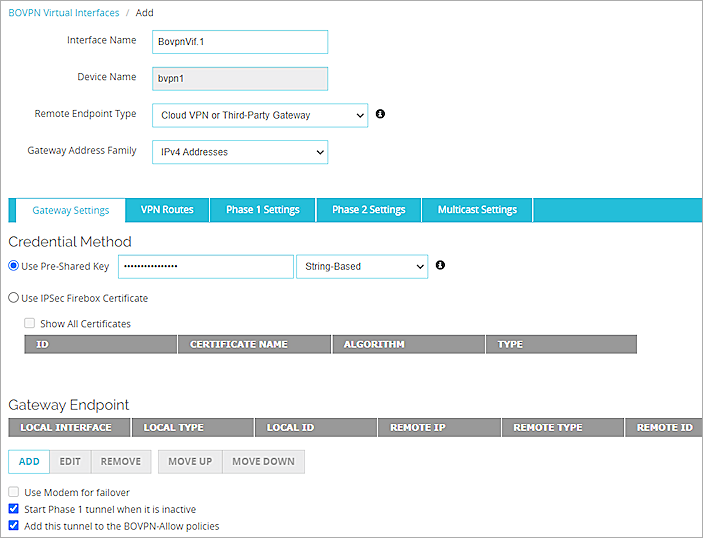 BOVPN Virtual Interfaces / Add
Interface Name BovpnVif.1
Device Name bvpn1
Remote Endpoint Type Cloud VPN or Third-Party Gateway
Gateway Address Family IPv4 Addresses
Gateway Settings VPN Routes Phase 1 Settings Phase 2 Settings Multicast Settings
Credential Method
Use Pre-Shared Key •••••••••••••••• String-Based
Use IPSec Firebox Certificate
Show All Certificates
ID CERTIFICATE NAME ALGORITHM TYPE
Gateway Endpoint
LOCAL INTERFACE LOCAL TYPE LOCAL ID REMOTE IP REMOTE TYPE REMOTE ID
ADD EDIT REMOVE MOVE UP MOVE DOWN
Use Modem for failover
Start Phase 1 tunnel when it is inactive
Add this tunnel to the BOVPN-Allow policies